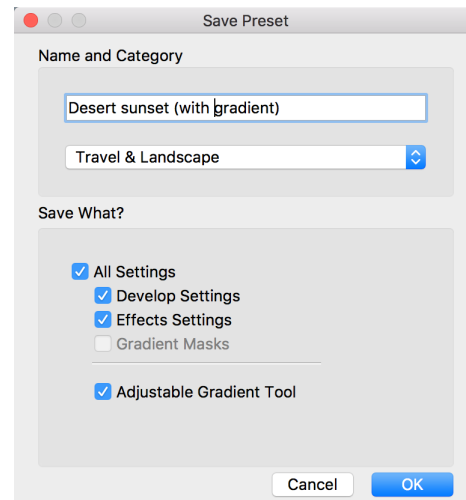 Save Preset
Name and Category
Desert sunset (with gradient)
Travel & Landscape
Save What?
All Settings
Develop Settings
Effects Settings
Gradient Masks
Adjustable Gradient Tool
Cancel OK